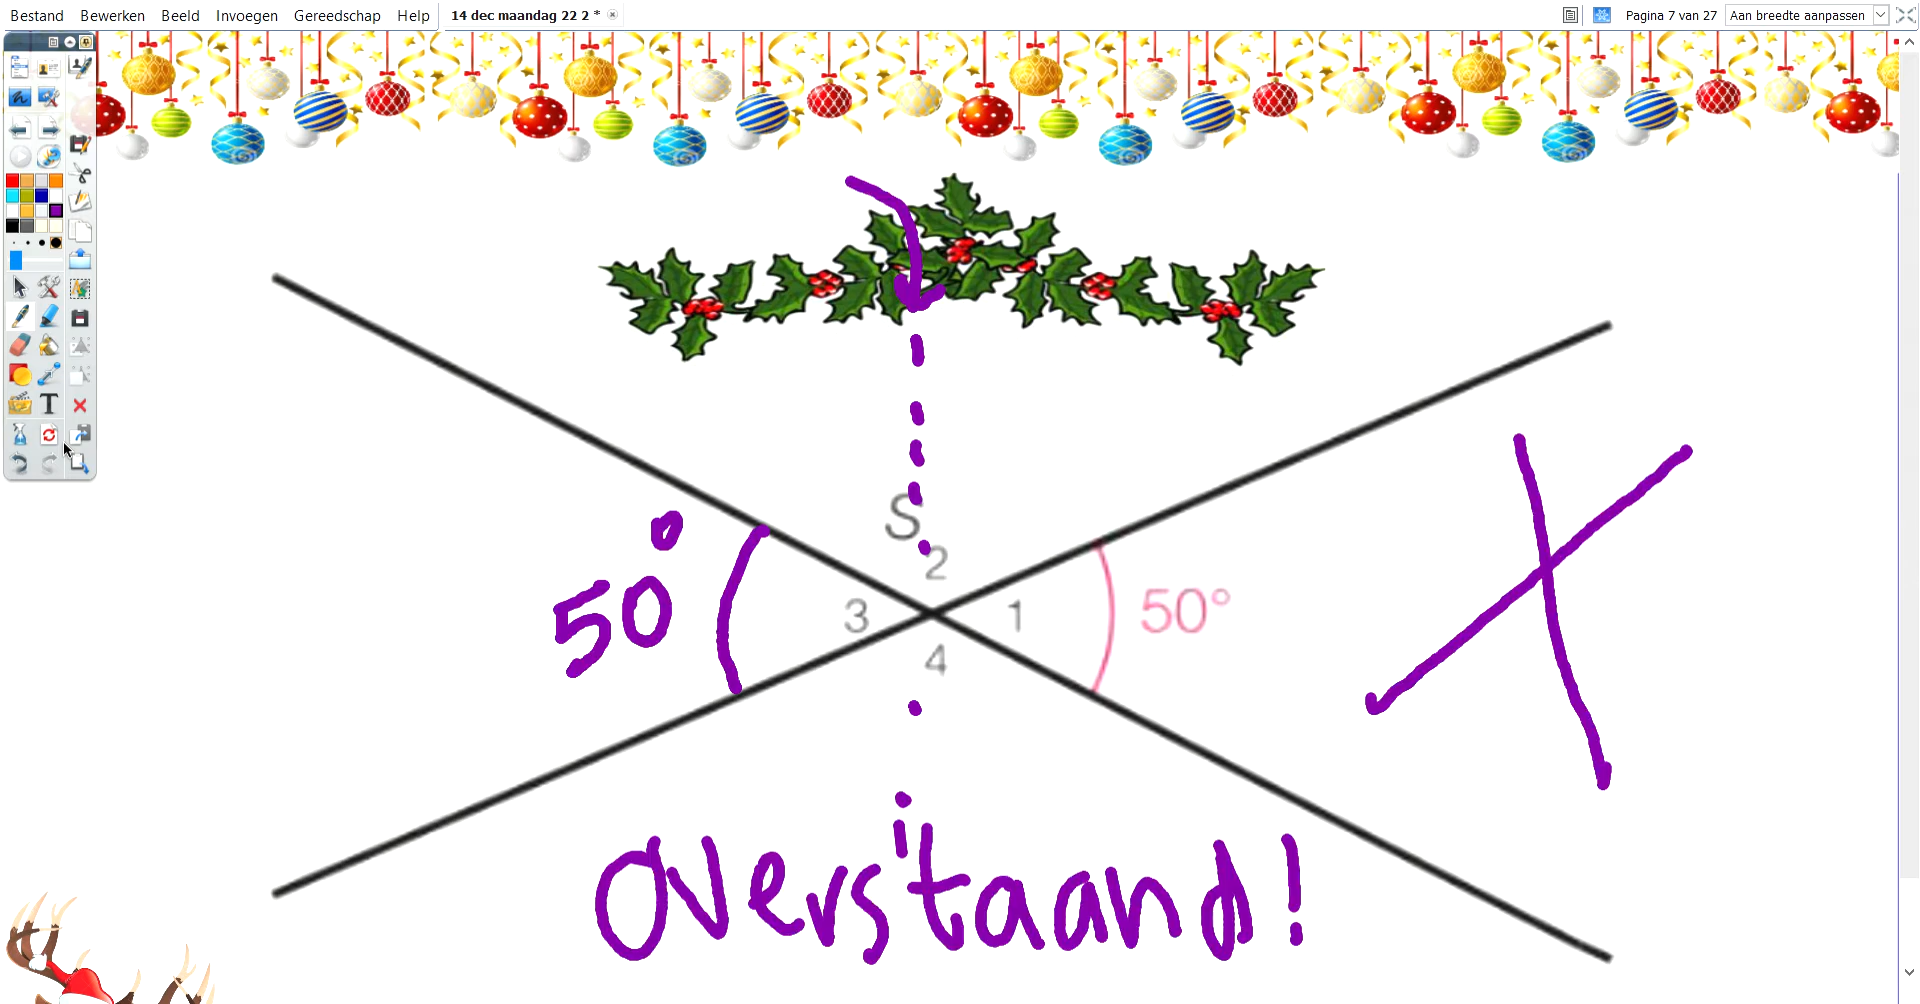 Bestand Bewerken Beeld Invoegen Gereedschap Help 14 dec maandag 22 2 * Pagina 7 van 27 Aan breedte aanpassen
T
S
2
50°
3
1
50°
4
Overstaand!